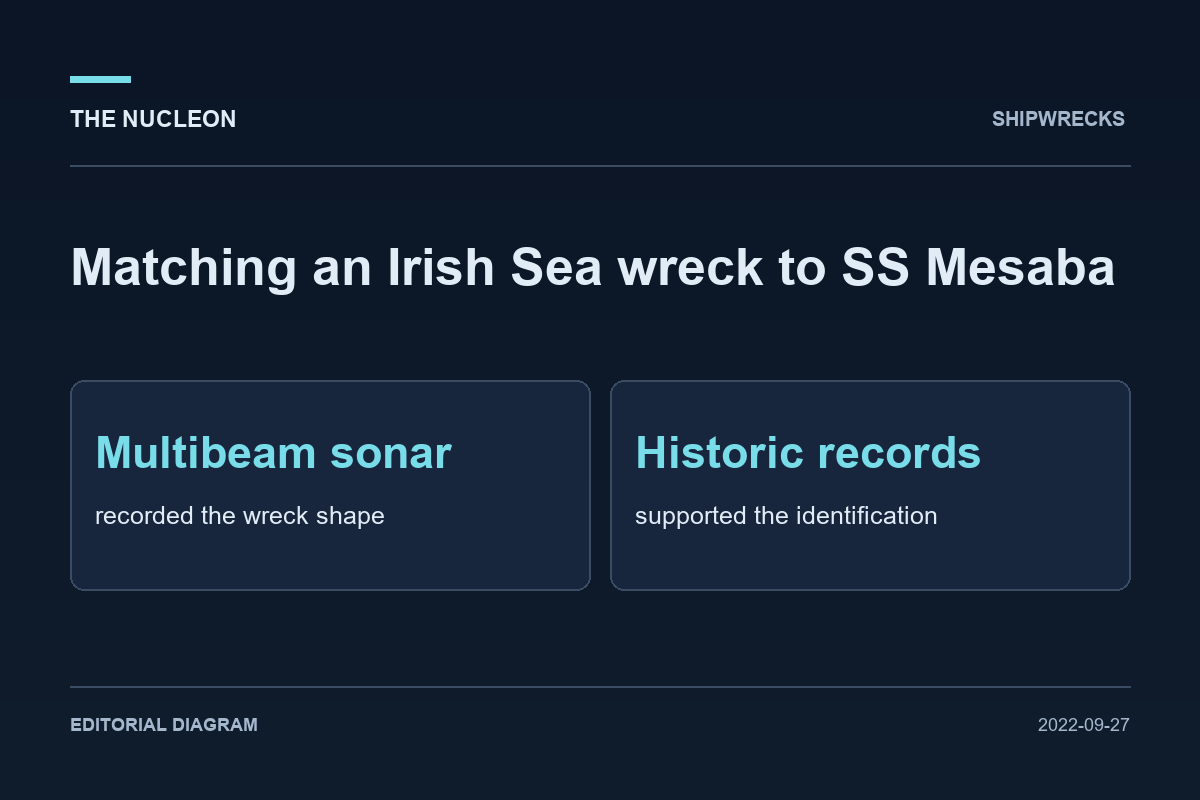 THE NUCLEON
SHIPWRECKS
Matching an Irish Sea wreck to SS Mesaba
Multibeam sonar
recorded the wreck shape
Historic records
supported the identification
EDITORIAL DIAGRAM
2022-09-27